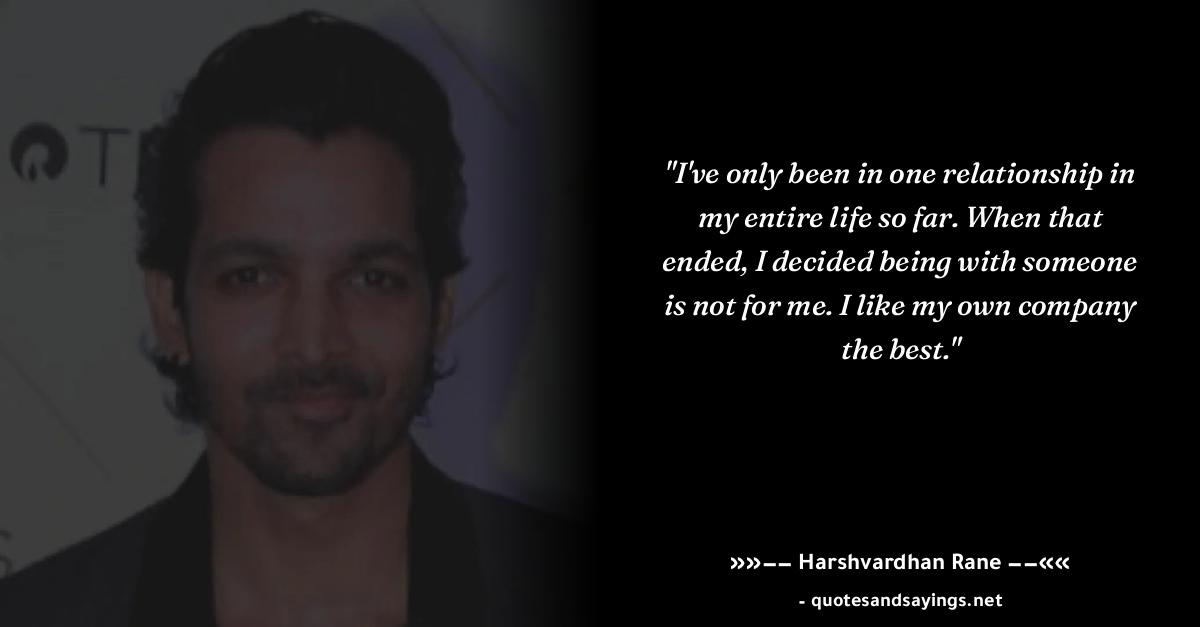 "I've only been in one relationship in
my entire life so far. When that
ended, I decided being with someone
is not for me. I like my own company
the best."
»»−− Harshvardhan Rane −−««
- quotesandsayings.net